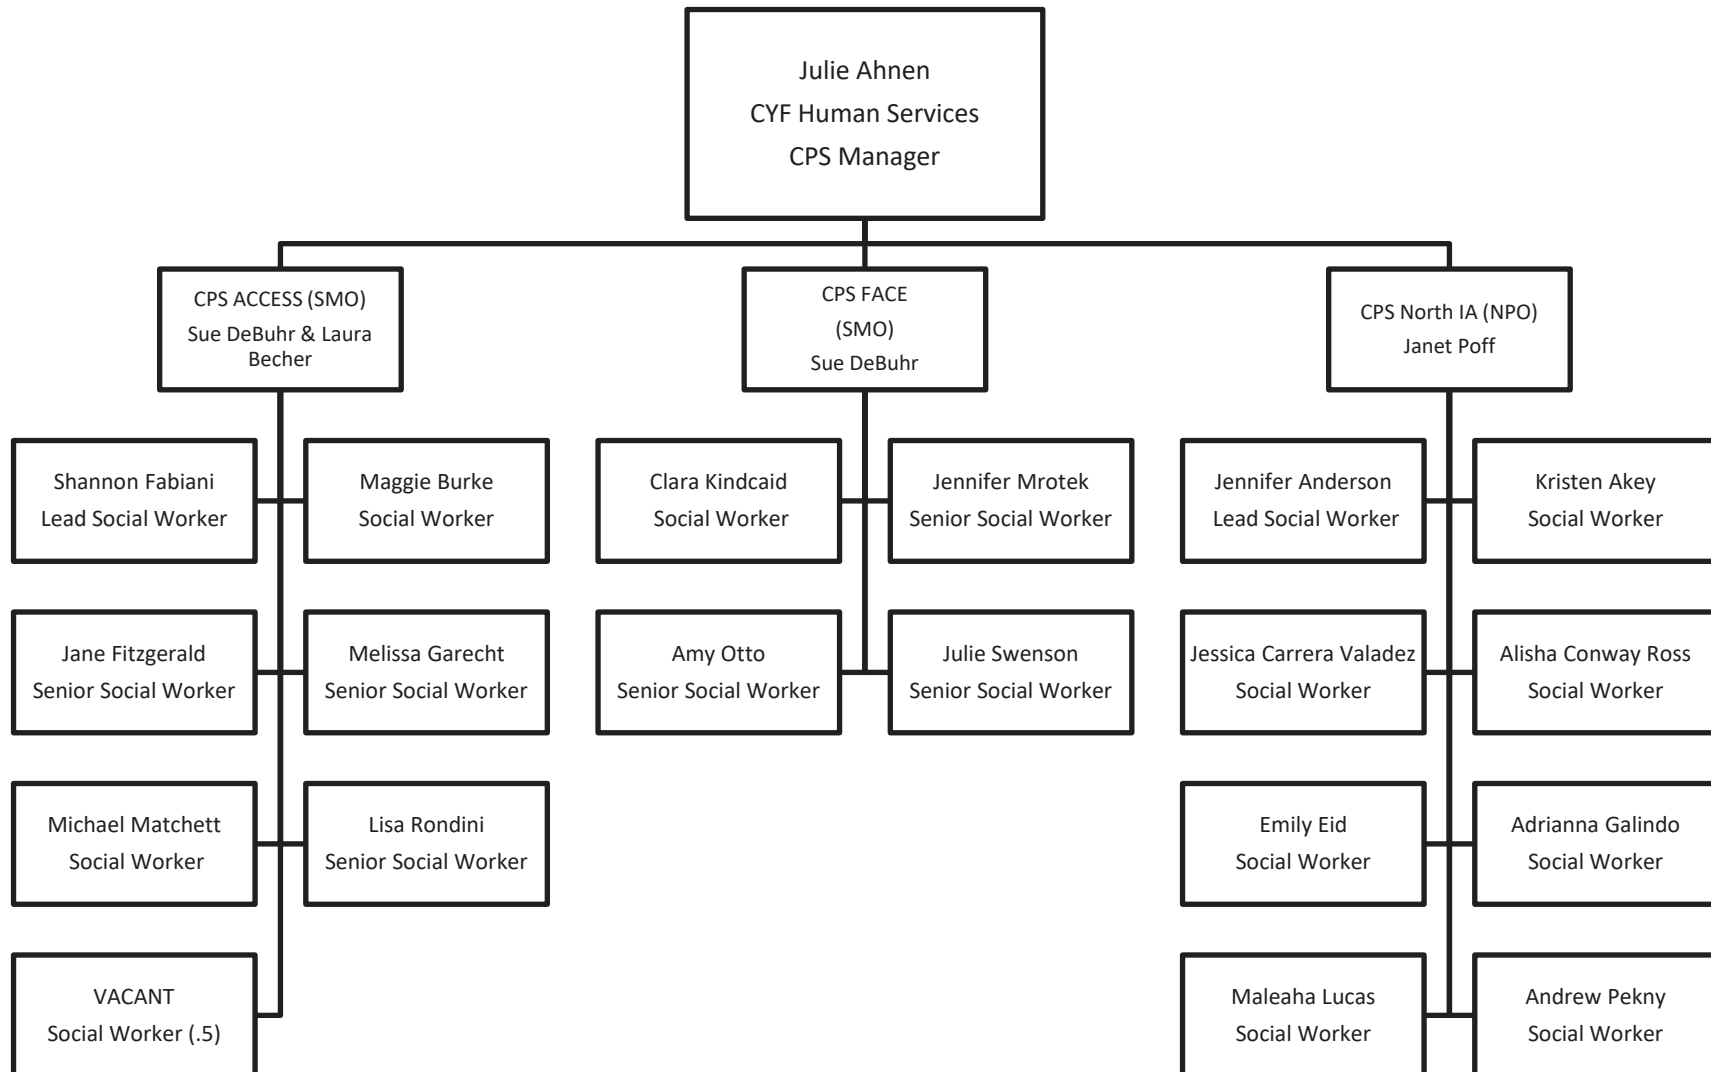 Julie Ahnen
CYF Human Services
CPS Manager
CPS ACCESS (SMO)
Sue DeBuhr & Laura
Becher
CPS FACE
(SMO)
Sue DeBuhr
CPS North IA (NPO)
Janet Poff
Shannon Fabiani
Lead Social Worker
Maggie Burke
Social Worker
Clara Kindcaid
Social Worker
Jennifer Mrotek
Senior Social Worker
Jennifer Anderson
Lead Social Worker
Kristen Akey
Social Worker
Jane Fitzgerald
Senior Social Worker
Melissa Garecht
Senior Social Worker
Amy Otto
Senior Social Worker
Julie Swenson
Senior Social Worker
Jessica Carrera Valadez
Social Worker
Alisha Conway Ross
Social Worker
Michael Matchett
Social Worker
Lisa Rondini
Senior Social Worker
Emily Eid
Social Worker
Adrianna Galindo
Social Worker
VACANT
Social Worker (.5)
Maleaha Lucas
Social Worker
Andrew Pekny
Social Worker